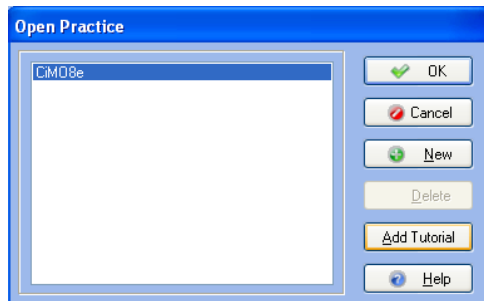 Open Practice
CiMO8e
OK
Cancel
New
Delete
Add Tutorial
Help